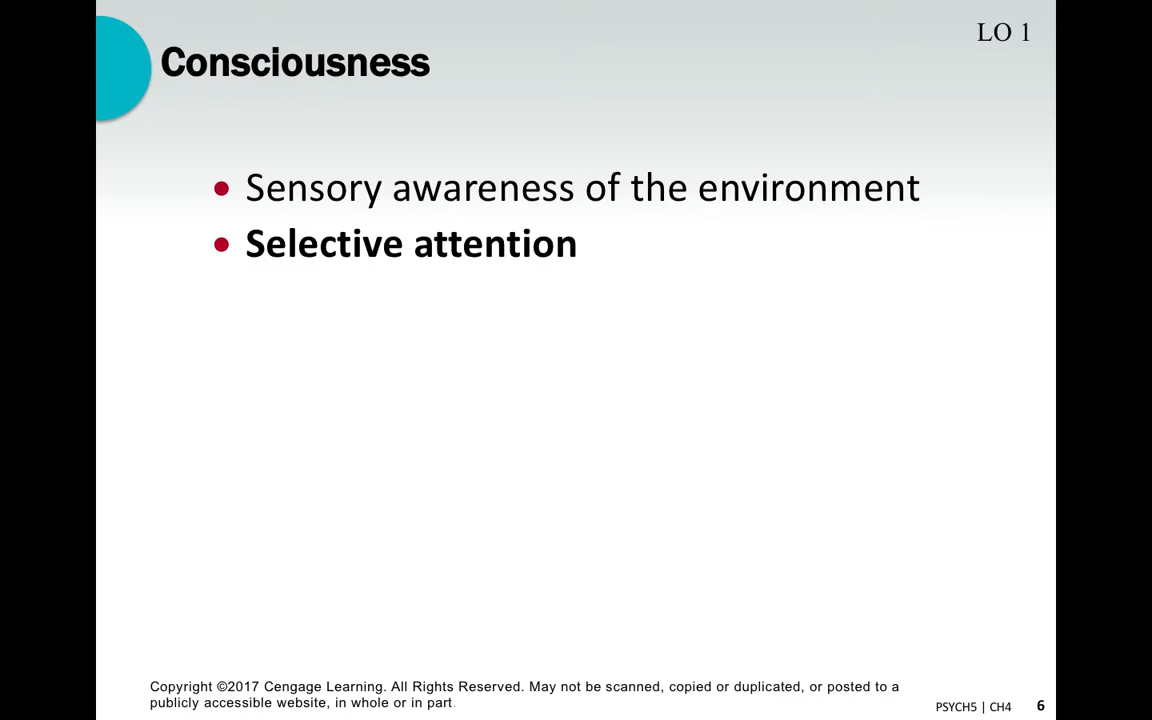 LO 1
Consciousness
• Sensory awareness of the environment
• Selective attention
Copyright ©2017 Cengage Learning. All Rights Reserved. May not be scanned, copied or duplicated, or posted to a
publicly accessible website, in whole or in part.
PSYCH5 | CH4 6